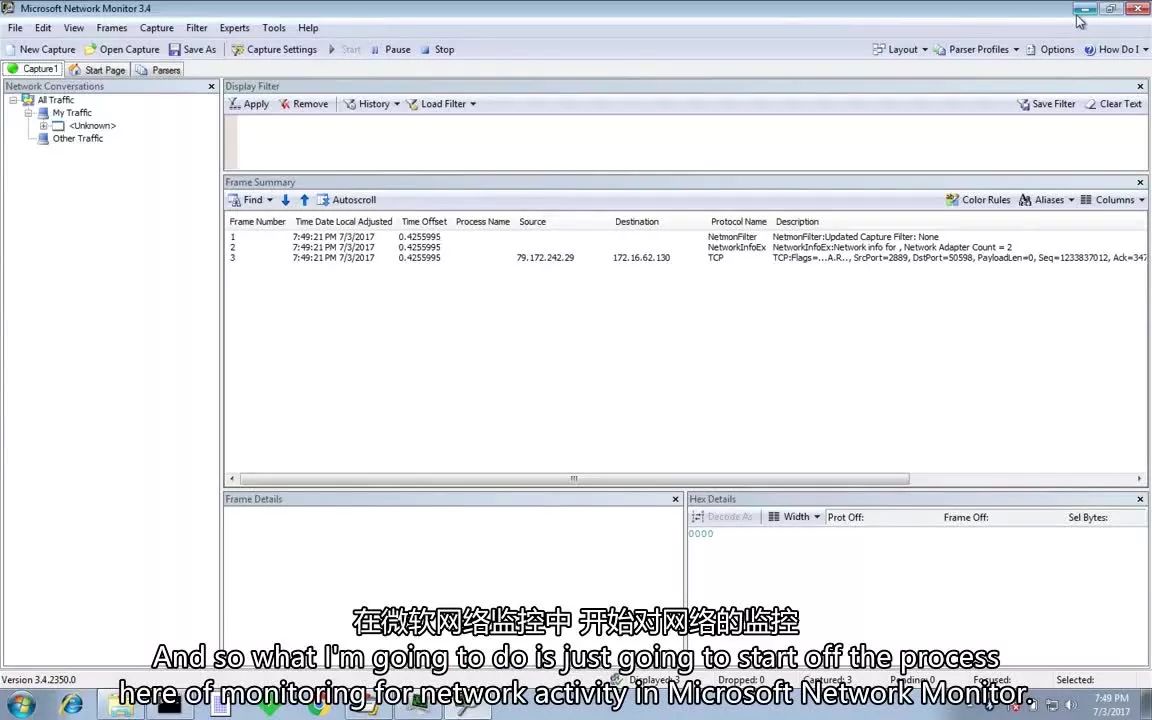 Microsoft Network Monitor 3.4
File Edit View Frames Capture Filter Experts Tools Help
New Capture Open Capture Save As Capture Settings Start Pause Stop Layout Parser Profiles Options How Do I
Capture1 Start Page Parsers
Network Conversations
All Traffic
My Traffic
<Unknown>
Other Traffic
Display Filter
Apply Remove History Load Filter Save Filter Clear Text
Frame Summary
Find Autoscroll Color Rules Aliases Columns
Frame Number Time Date Local Adjusted Time Offset Process Name Source Destination Protocol Name Description
1 7:49:21 PM 7/3/2017 0.4255995 NetmonFilter NetmonFilter:Updated Capture Filter: None
2 7:49:21 PM 7/3/2017 0.4255995 NetworkInfoEx NetworkInfoEx:Network info for , Network Adapter Count = 2
3 7:49:21 PM 7/3/2017 0.4255995 79.172.242.29 172.16.62.130 TCP TCP:Flags=...A.R.., SrcPort=2889, DstPort=50598, PayloadLen=0, Seq=1233837012, Ack=347
Frame Details
Hex Details
Decode As Width Prot Off: Frame Off: Sel Bytes:
0000
在微软网络监控中 开始对网络的监控
And so what I'm going to do is just going to start off the process
here of monitoring for network activity in Microsoft Network Monitor.
Version 3.4.2350.0 Displayed: 3 Dropped: 0 Captured: 3 Pending: 0 Focused: Selected:
7:49 PM
7/3/2017